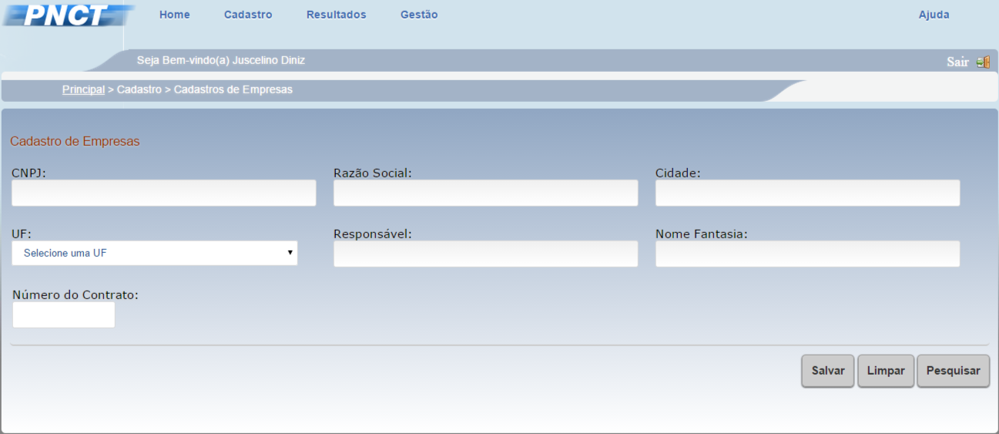 PNCT Home Cadastro Resultados Gestão Ajuda
Seja Bem-vindo(a) Juscelino Diniz Sair
Principal > Cadastro > Cadastros de Empresas
Cadastro de Empresas
CNPJ: Razão Social: Cidade:
UF: Responsável: Nome Fantasia:
Selecione uma UF
Número do Contrato:
Salvar Limpar Pesquisar